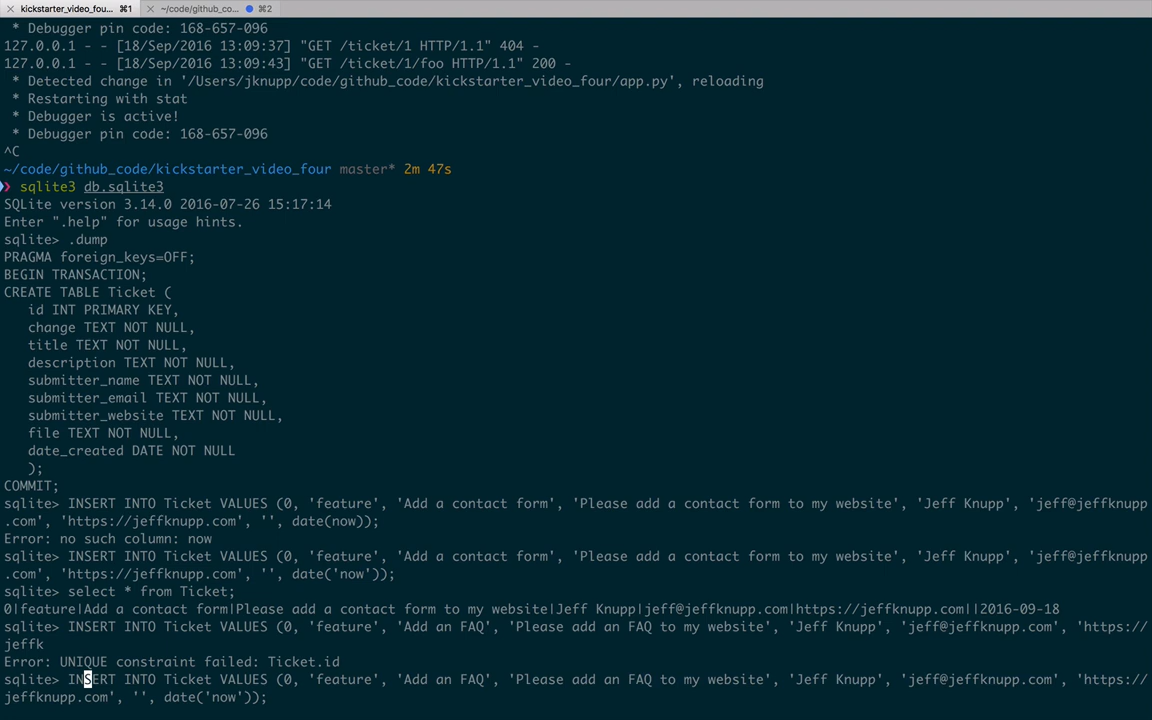 kickstarter_video_fou... ⌘1 ~/code/github_co... ⌘2
* Debugger pin code: 168-657-096
127.0.0.1 - - [18/Sep/2016 13:09:37] "GET /ticket/1 HTTP/1.1" 404 -
127.0.0.1 - - [18/Sep/2016 13:09:43] "GET /ticket/1/foo HTTP/1.1" 200 -
* Detected change in '/Users/jknupp/code/github_code/kickstarter_video_four/app.py', reloading
* Restarting with stat
* Debugger is active!
* Debugger pin code: 168-657-096
^C
~/code/github_code/kickstarter_video_four master* 2m 47s
❯ sqlite3 db.sqlite3
SQLite version 3.14.0 2016-07-26 15:17:14
Enter ".help" for usage hints.
sqlite> .dump
PRAGMA foreign_keys=OFF;
BEGIN TRANSACTION;
CREATE TABLE Ticket (
id INT PRIMARY KEY,
change TEXT NOT NULL,
title TEXT NOT NULL,
description TEXT NOT NULL,
submitter_name TEXT NOT NULL,
submitter_email TEXT NOT NULL,
submitter_website TEXT NOT NULL,
file TEXT NOT NULL,
date_created DATE NOT NULL
);
COMMIT;
sqlite> INSERT INTO Ticket VALUES (0, 'feature', 'Add a contact form', 'Please add a contact form to my website', 'Jeff Knupp', 'jeff@jeffknupp
.com', 'https://jeffknupp.com', '', date(now));
Error: no such column: now
sqlite> INSERT INTO Ticket VALUES (0, 'feature', 'Add a contact form', 'Please add a contact form to my website', 'Jeff Knupp', 'jeff@jeffknupp
.com', 'https://jeffknupp.com', '', date('now'));
sqlite> select * from Ticket;
0|feature|Add a contact form|Please add a contact form to my website|Jeff Knupp|jeff@jeffknupp.com|https://jeffknupp.com||2016-09-18
sqlite> INSERT INTO Ticket VALUES (0, 'feature', 'Add an FAQ', 'Please add an FAQ to my website', 'Jeff Knupp', 'jeff@jeffknupp.com', 'https://
jeffk
Error: UNIQUE constraint failed: Ticket.id
sqlite> INSERT INTO Ticket VALUES (0, 'feature', 'Add an FAQ', 'Please add an FAQ to my website', 'Jeff Knupp', 'jeff@jeffknupp.com', 'https://
jeffknupp.com', '', date('now'));